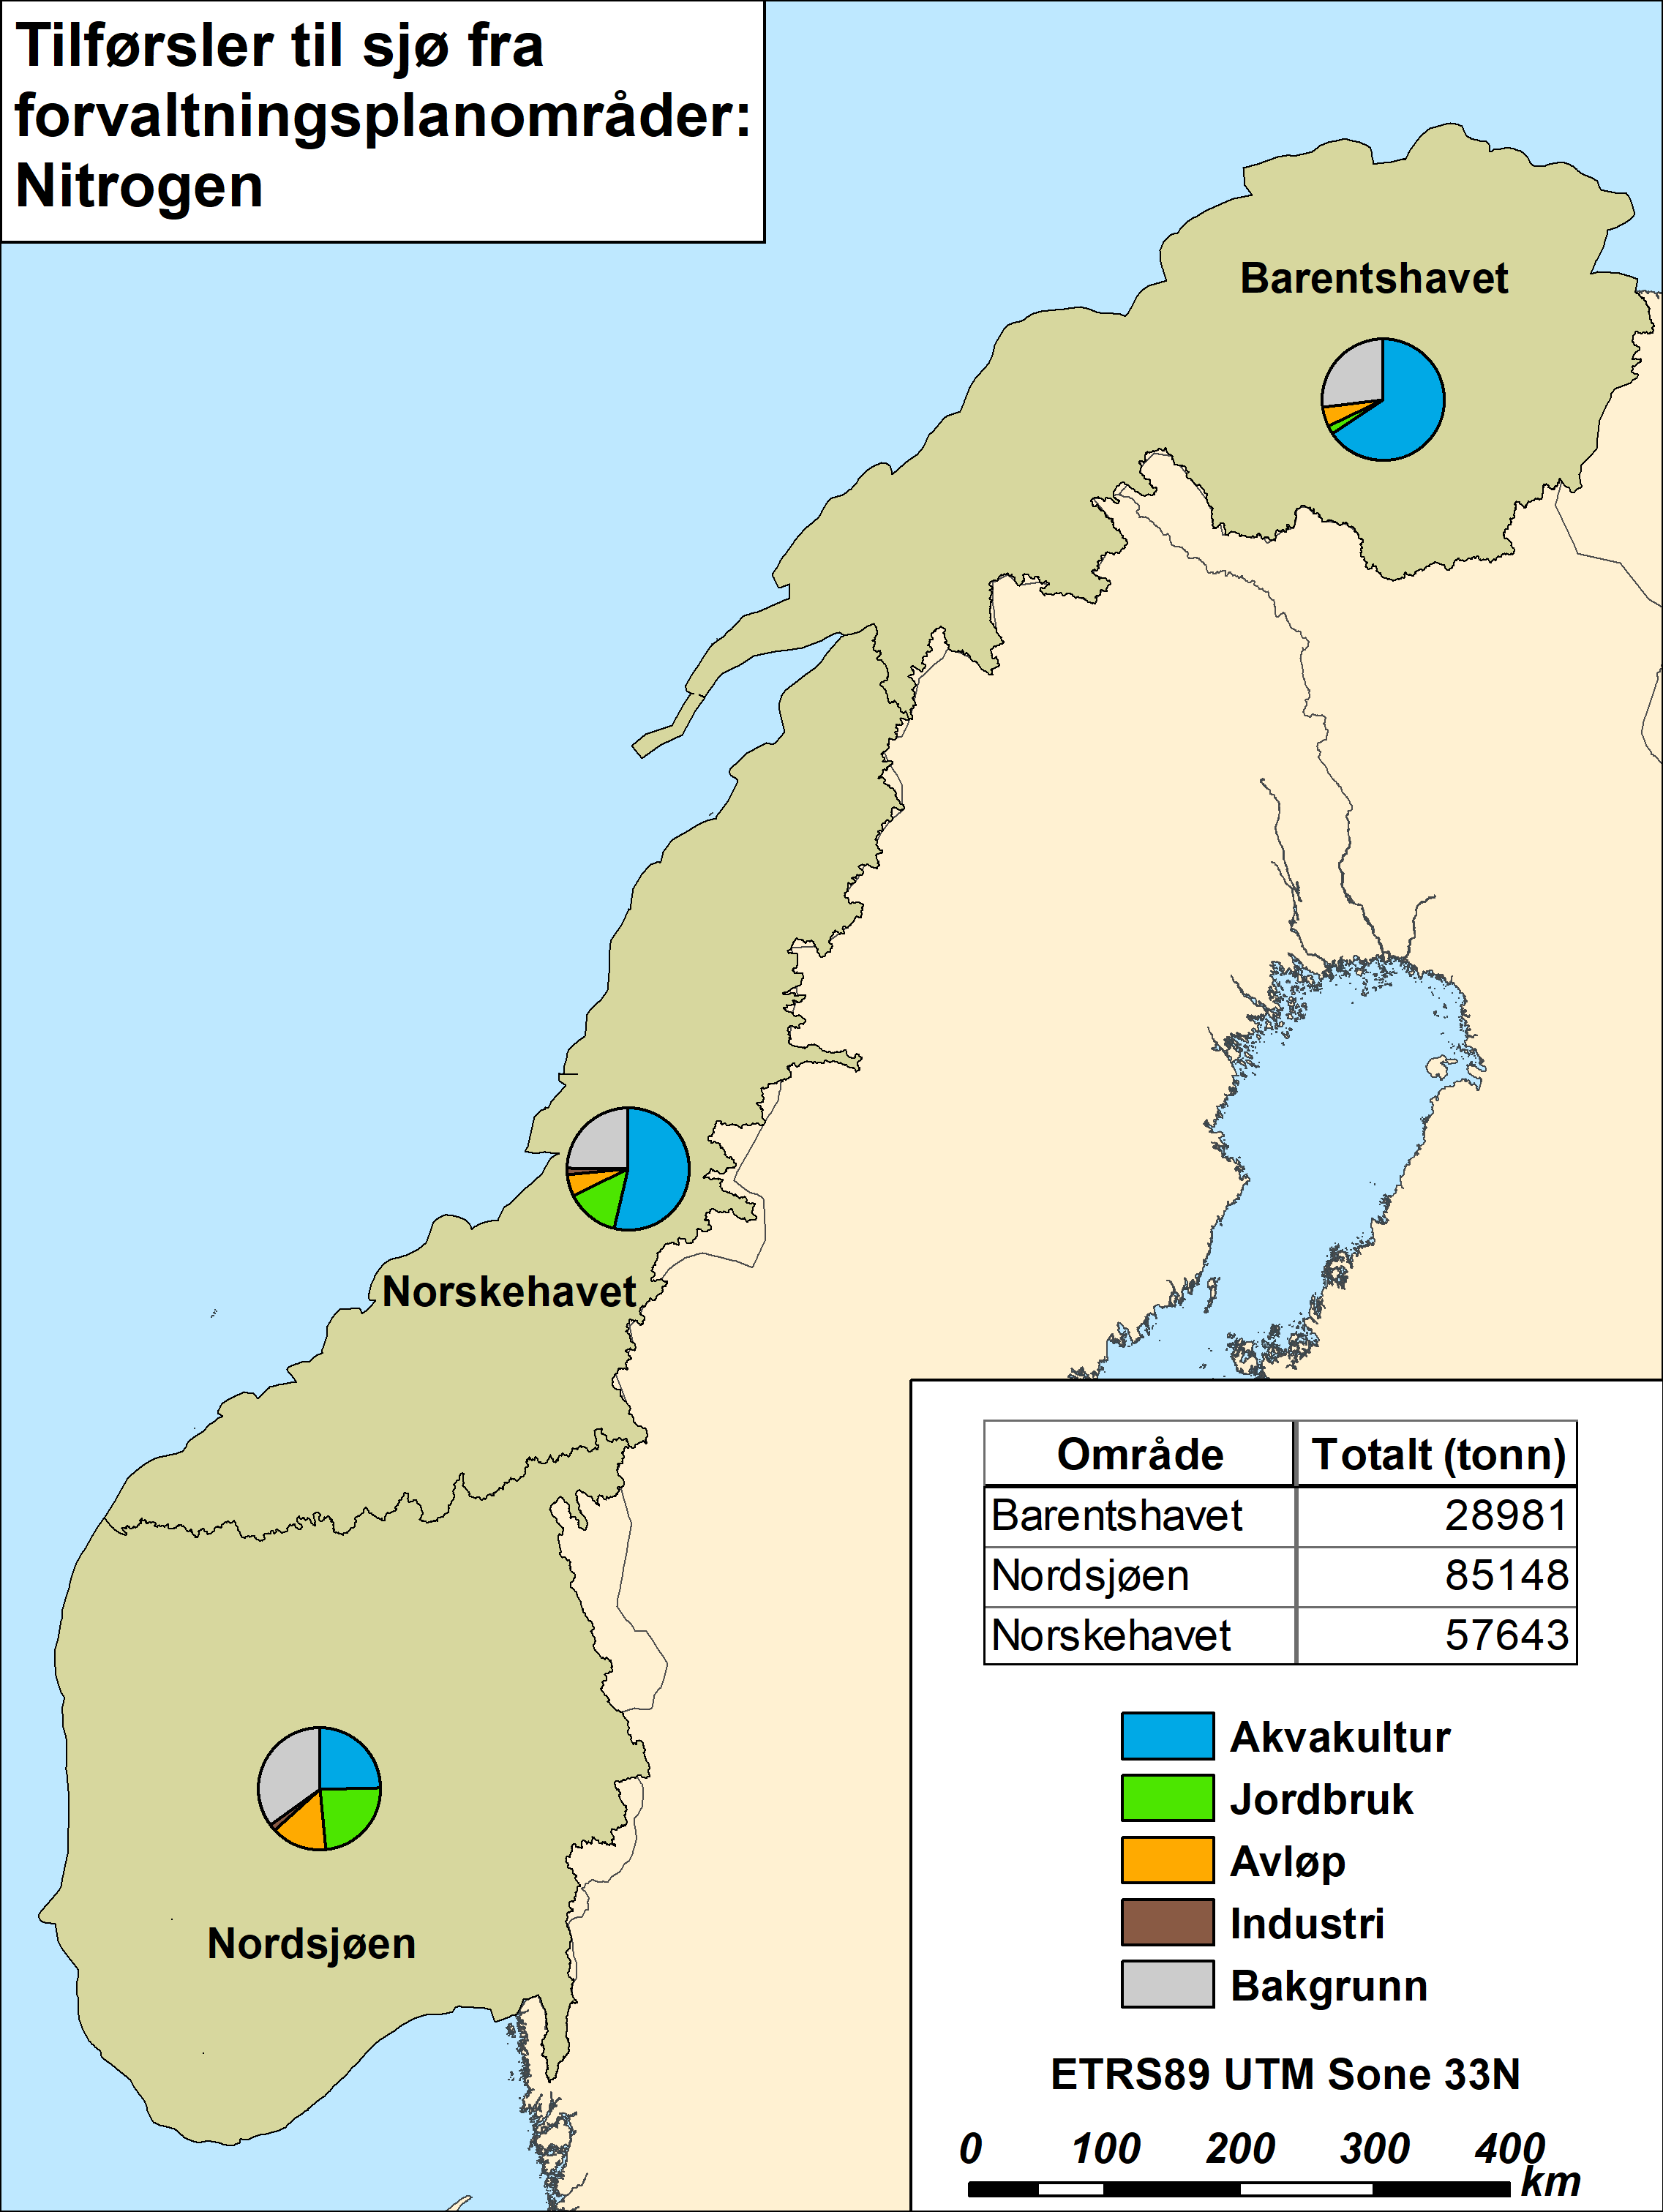 Tilførsler til sjø fra
forvaltningsplanområder:
Nitrogen
Barentshavet
Norskehavet
Nordsjøen
Område Totalt (tonn)
Barentshavet 28981
Nordsjøen 85148
Norskehavet 57643
Akvakultur
Jordbruk
Avløp
Industri
Bakgrunn
ETRS89 UTM Sone 33N
0 100 200 300 400
km